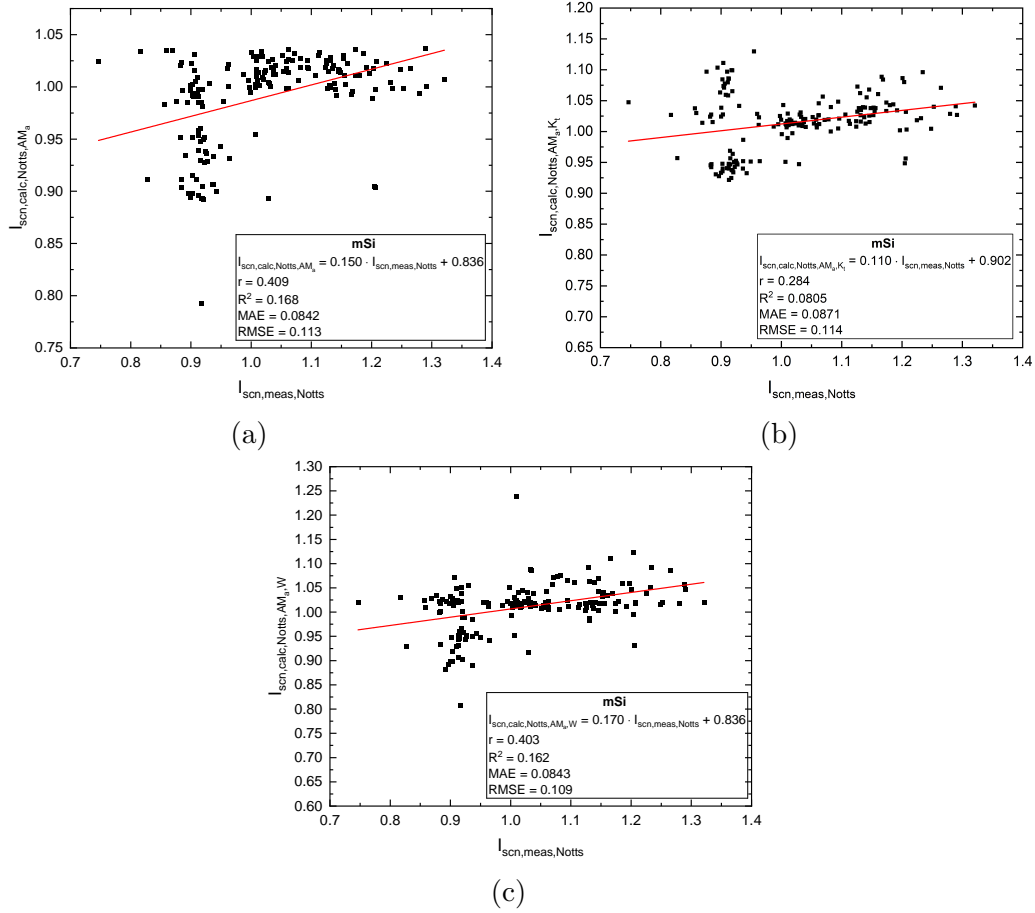 1.05
1.00
0.95
0.90
0.85
0.80
0.75
0.7 0.8 0.9 1.0 1.1 1.2 1.3 1.4
I_scn,calc,Notts,AM_a
I_scn,meas,Notts
mSi
I_scn,calc,Notts,AM_a = 0.150 · I_scn,meas,Notts + 0.836
r = 0.409
R² = 0.168
MAE = 0.0842
RMSE = 0.113
(a)
1.20
1.15
1.10
1.05
1.00
0.95
0.90
0.85
0.80
0.75
0.70
0.65
0.6 0.7 0.8 0.9 1.0 1.1 1.2 1.3 1.4
I_scn,calc,Notts,AM_a,K_t
I_scn,meas,Notts
mSi
I_scn,calc,Notts,AM_a,K_t = 0.110 · I_scn,meas,Notts + 0.902
r = 0.284
R² = 0.0805
MAE = 0.0871
RMSE = 0.114
(b)
1.30
1.25
1.20
1.15
1.10
1.05
1.00
0.95
0.90
0.85
0.80
0.75
0.70
0.65
0.60
0.7 0.8 0.9 1.0 1.1 1.2 1.3 1.4
I_scn,calc,Notts,AM_a,W
I_scn,meas,Notts
mSi
I_scn,calc,Notts,AM_a,W = 0.170 · I_scn,meas,Notts + 0.836
r = 0.403
R² = 0.162
MAE = 0.0843
RMSE = 0.109
(c)